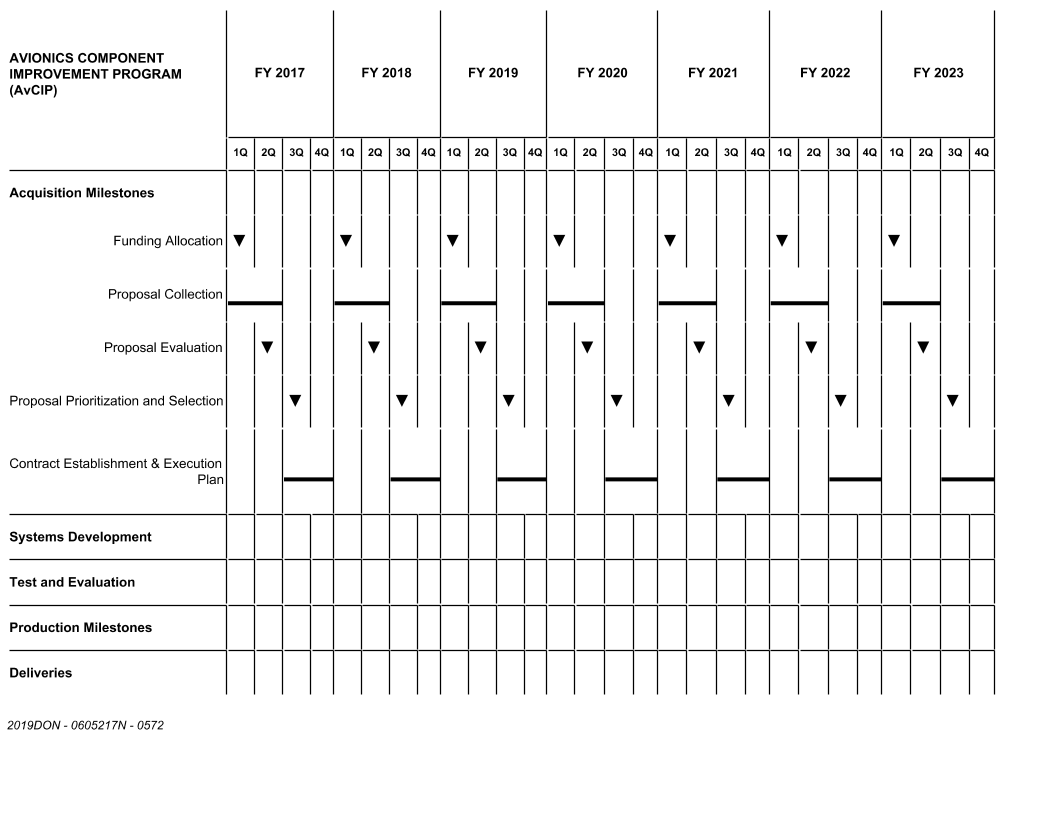 AVIONICS COMPONENT
IMPROVEMENT PROGRAM
(AvCIP)
FY 2017 FY 2018 FY 2019 FY 2020 FY 2021 FY 2022 FY 2023
1Q 2Q 3Q 4Q 1Q 2Q 3Q 4Q 1Q 2Q 3Q 4Q 1Q 2Q 3Q 4Q 1Q 2Q 3Q 4Q 1Q 2Q 3Q 4Q 1Q 2Q 3Q 4Q
Acquisition Milestones
Funding Allocation
Proposal Collection
Proposal Evaluation
Proposal Prioritization and Selection
Contract Establishment & Execution
Plan
Systems Development
Test and Evaluation
Production Milestones
Deliveries
2019DON - 0605217N - 0572